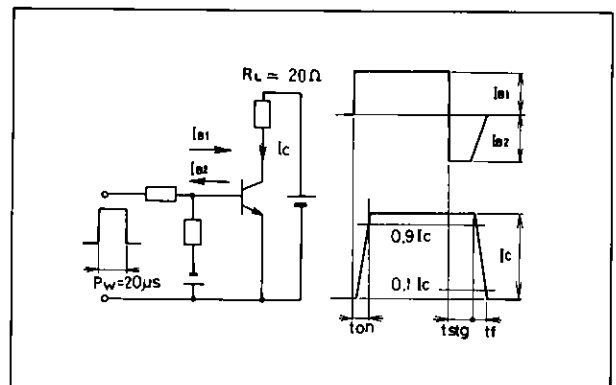 RL = 20Ω
IB1
IB2
Ic
PW=20μs
IB1
IB2
0.9 Ic
Ic
0.1 Ic
ton
tstg
tf